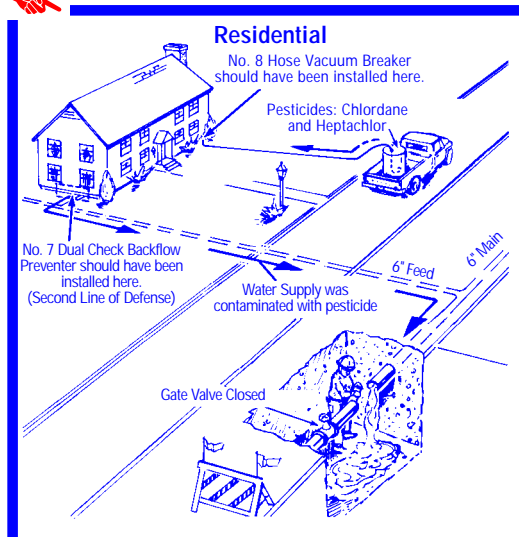 Residential
No. 8 Hose Vacuum Breaker
should have been installed here.
Pesticides: Chlordane
and Heptachlor
No. 7 Dual Check Backflow
Preventer should have been
installed here.
(Second Line of Defense)
Water Supply was
contaminated with pesticide
6" Feed
6" Main
Gate Valve Closed